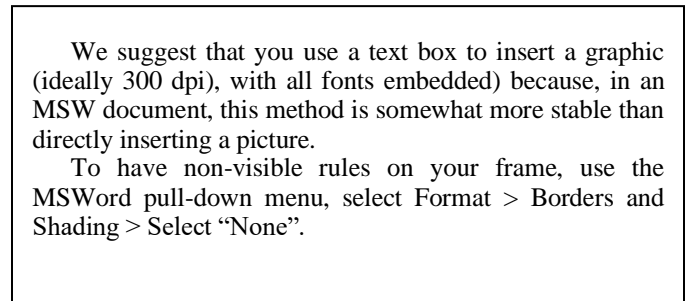 We suggest that you use a text box to insert a graphic
(ideally 300 dpi), with all fonts embedded) because, in an
MSW document, this method is somewhat more stable than
directly inserting a picture.
To have non-visible rules on your frame, use the
MSWord pull-down menu, select Format > Borders and
Shading > Select “None”.